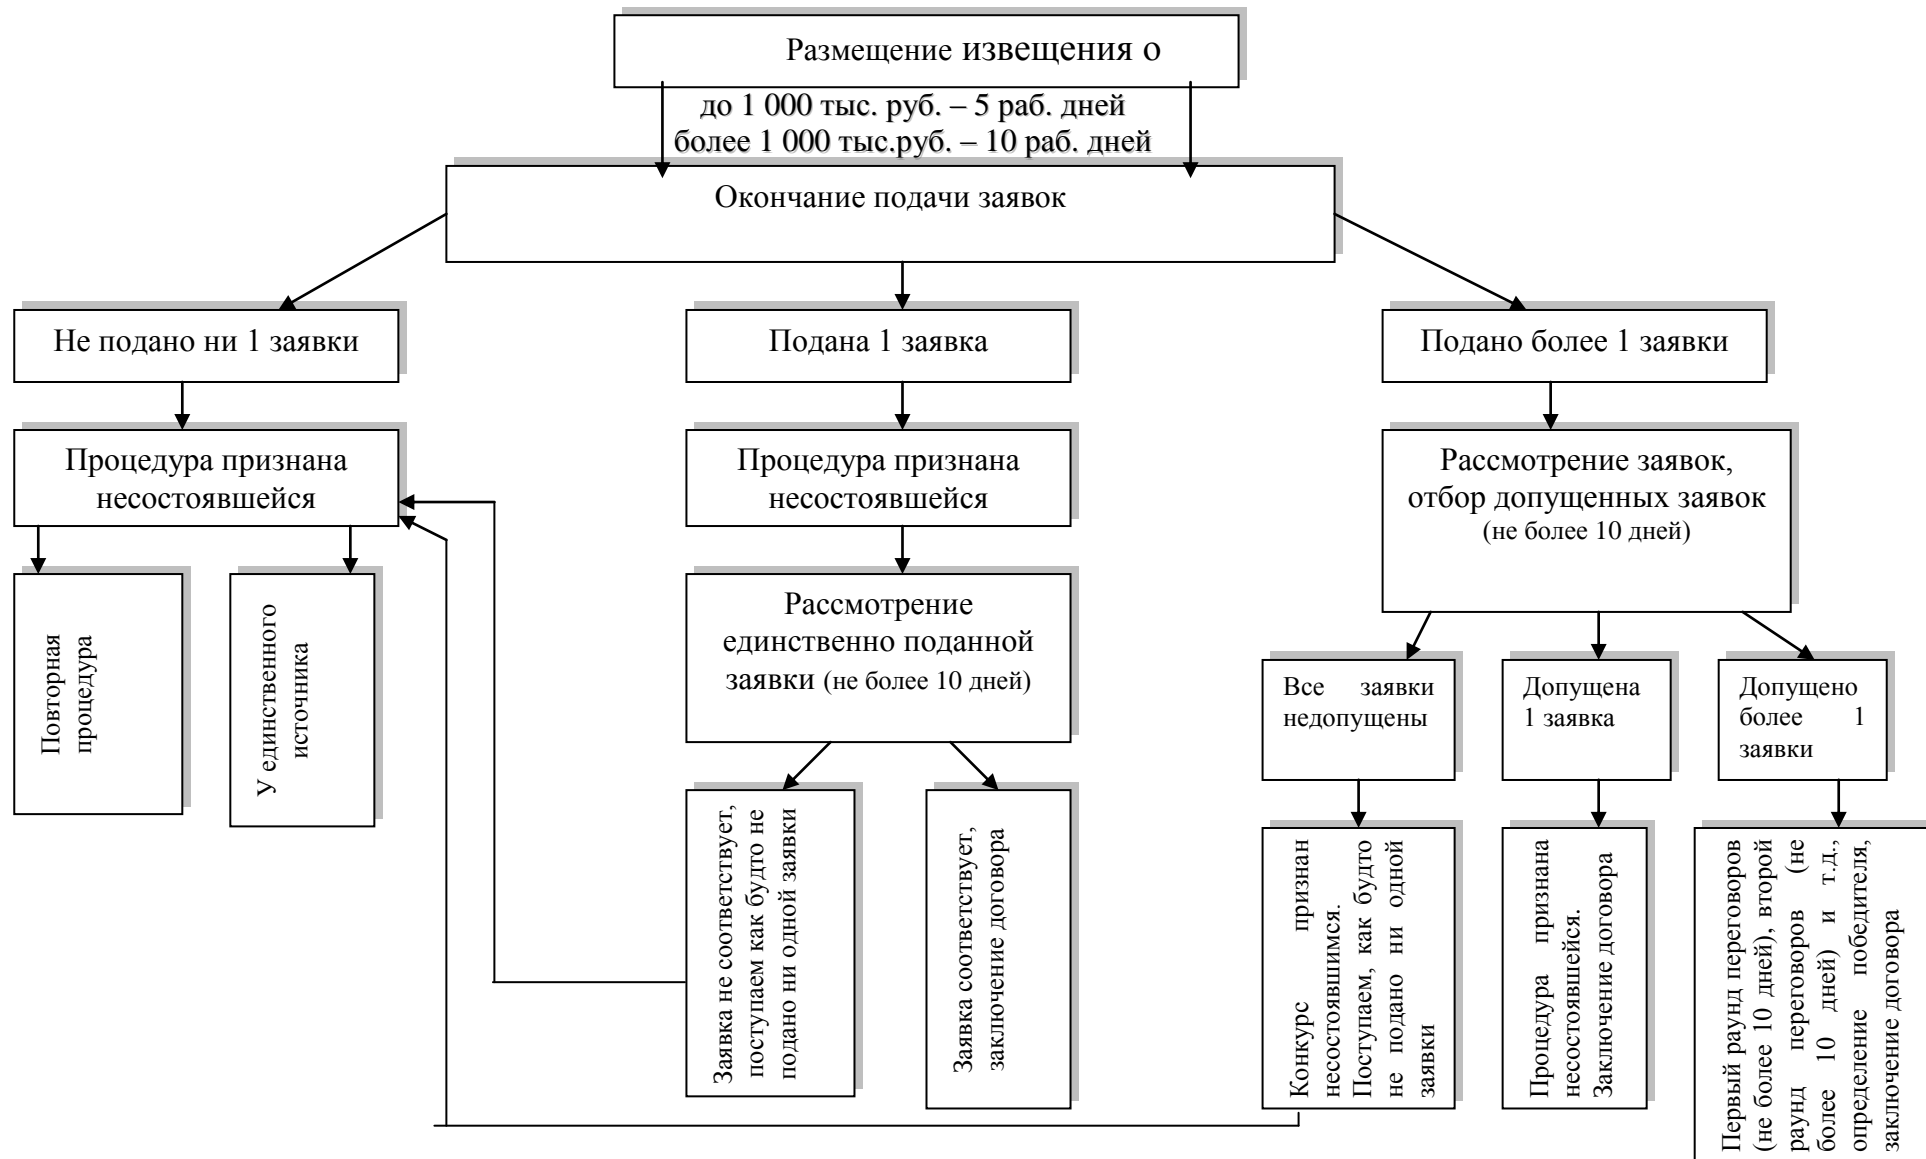 Размещение извещения о
до 1 000 тыс. руб. – 5 раб. дней
более 1 000 тыс.руб. – 10 раб. дней
Окончание подачи заявок
Не подано ни 1 заявки
Подана 1 заявка
Подано более 1 заявки
Процедура признана
несостоявшейся
Процедура признана
несостоявшейся
Рассмотрение заявок,
отбор допущенных заявок
(не более 10 дней)
Повторная
процедура
У единственного
источника
Рассмотрение
единственно поданной
заявки (не более 10 дней)
Все заявки
недопущены
Допущена
1 заявка
Допущено
более 1
заявки
Заявка не соответствует,
поступаем как будто не
подано ни одной заявки
Заявка соответствует,
заключение договора
Конкурс признан
несостоявшимся.
Поступаем, как будто
не подано ни одной
заявки
Процедура признана
несостоявшейся.
Заключение договора
Первый раунд переговоров
(не более 10 дней), второй
раунд переговоров (не
более 10 дней) и т.д.,
определение победителя,
заключение договора